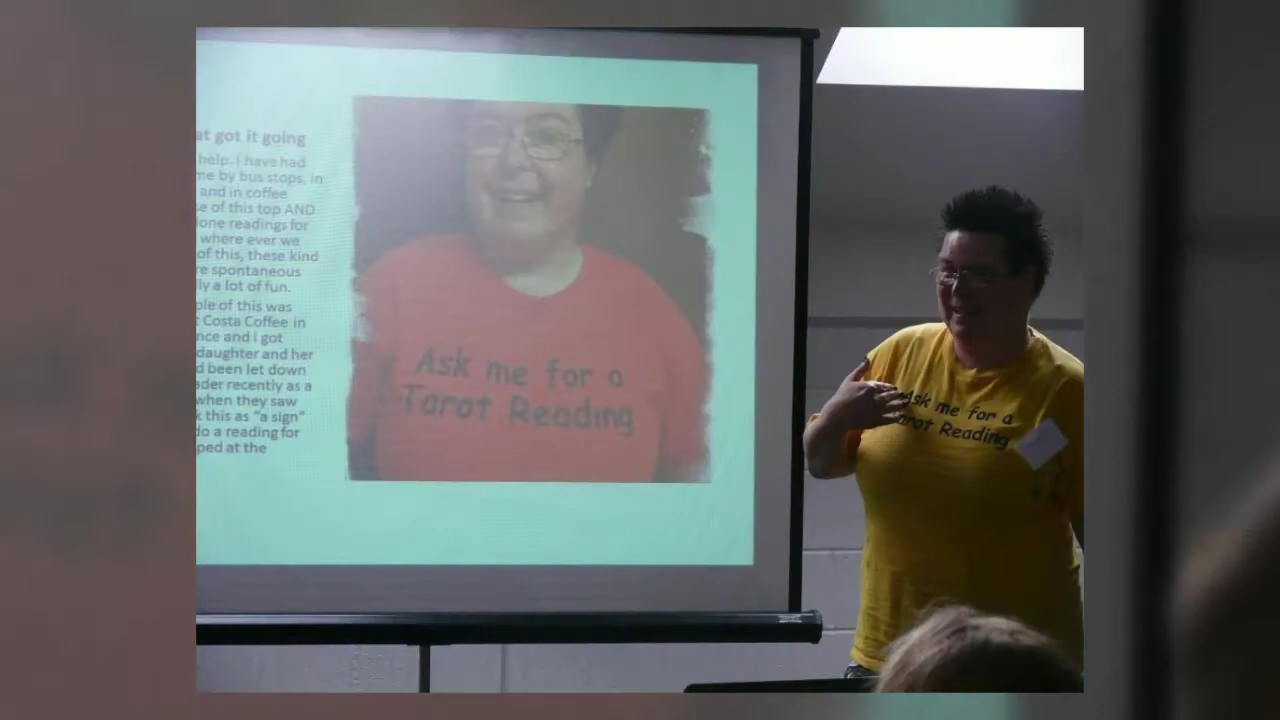 at got it going
help. I have had
me by bus stops, in
and in coffee
se of this top AND
one readings for
where ever we
of this, these kind
re spontaneous
ly a lot of fun.
ple of this was
t Costa Coffee in
nce and I got
daughter and her
d been let down
ader recently as a
when they saw
k this as "a sign"
do a reading for
ped at the
Ask me for a
Tarot Reading
Ask me for a
Tarot Reading